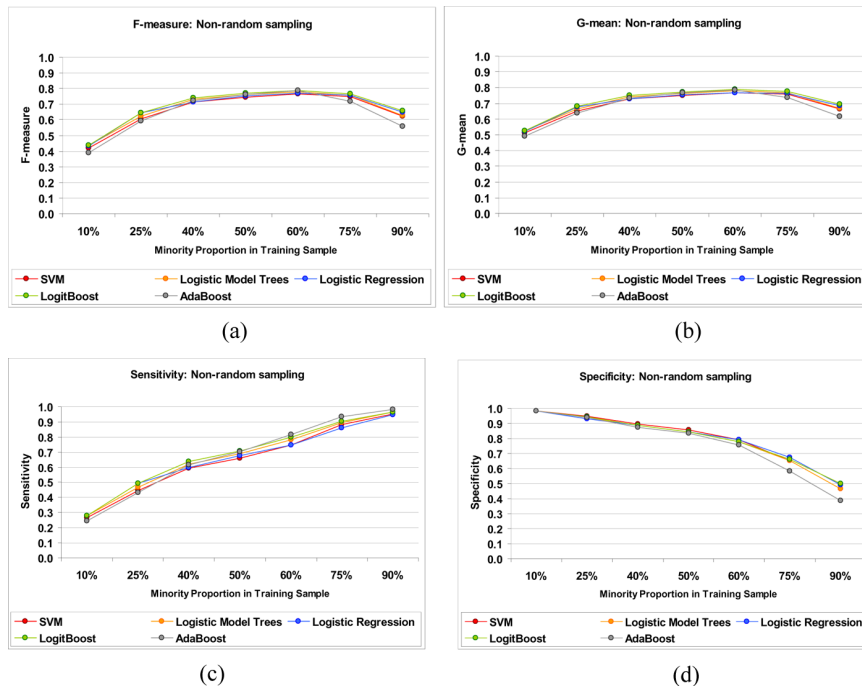 F-measure: Non-random sampling
1.0
0.9
0.8
0.7
0.6
0.5
0.4
0.3
0.2
0.1
0.0
F-measure
10% 25% 40% 50% 60% 75% 90%
Minority Proportion in Training Sample
SVM Logistic Model Trees Logistic Regression
LogitBoost AdaBoost
(a)
G-mean: Non-random sampling
1.0
0.9
0.8
0.7
0.6
0.5
0.4
0.3
0.2
0.1
0.0
G-mean
10% 25% 40% 50% 60% 75% 90%
Minority Proportion in Training Sample
SVM Logistic Model Trees Logistic Regression
LogitBoost AdaBoost
(b)
Sensitivity: Non-random sampling
1.0
0.9
0.8
0.7
0.6
0.5
0.4
0.3
0.2
0.1
0.0
Sensitivity
10% 25% 40% 50% 60% 75% 90%
Minority Proportion in Training Sample
SVM Logistic Model Trees Logistic Regression
LogitBoost AdaBoost
(c)
Specificity: Non-random sampling
1.0
0.9
0.8
0.7
0.6
0.5
0.4
0.3
0.2
0.1
0.0
Specificity
10% 25% 40% 50% 60% 75% 90%
Minority Proportion in Training Sample
SVM Logistic Model Trees Logistic Regression
LogitBoost AdaBoost
(d)